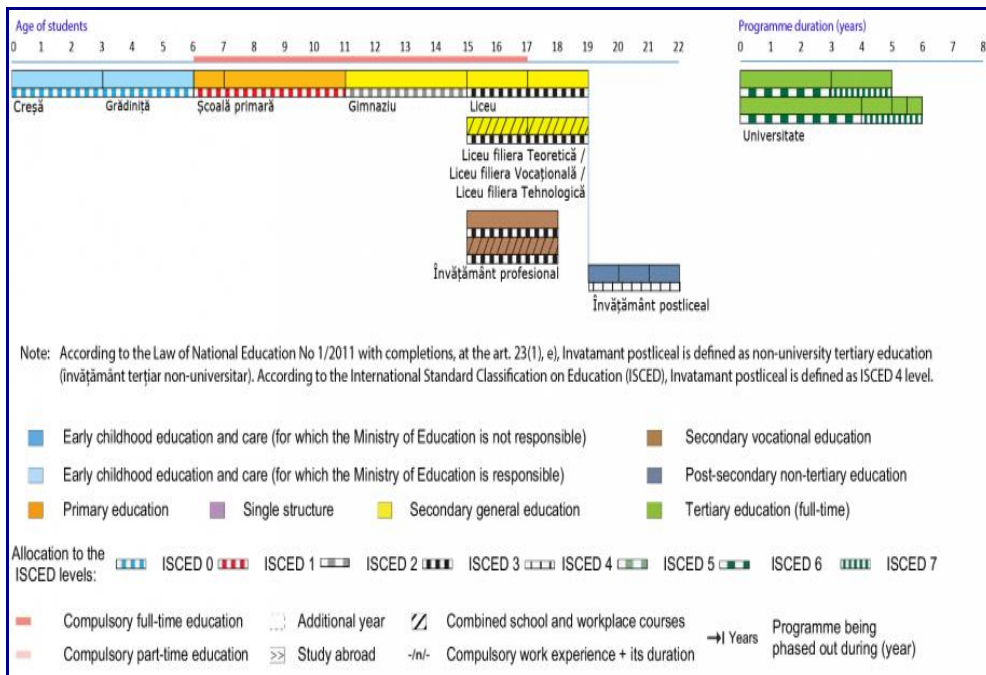 Age of students
0 1 2 3 4 5 6 7 8 9 10 11 12 13 14 15 16 17 18 19 20 21 22
Programme duration (years)
0 1 2 3 4 5 6 7 8
Creşă Grădiniţă Şcoală primară Gimnaziu Liceu
Universitate
Liceu filiera Teoretică /
Liceu filiera Vocaţională /
Liceu filiera Tehnologică
Învăţământ profesional
Învăţământ postliceal
Note: According to the Law of National Education No 1/2011 with completions, at the art. 23(1), e), Invatamant postliceal is defined as non-university tertiary education
(învăţământ terţiar non-universitar). According to the International Standard Classification on Education (ISCED), Invatamant postliceal is defined as ISCED 4 level.
Early childhood education and care (for which the Ministry of Education is not responsible)
Secondary vocational education
Early childhood education and care (for which the Ministry of Education is responsible)
Post-secondary non-tertiary education
Primary education Single structure Secondary general education Tertiary education (full-time)
Allocation to the
ISCED levels:
ISCED 0 ISCED 1 ISCED 2 ISCED 3 ISCED 4 ISCED 5 ISCED 6 ISCED 7
Compulsory full-time education Additional year Combined school and workplace courses
Compulsory part-time education >> Study abroad -/n/- Compulsory work experience + its duration
Years
Programme being
phased out during (year)